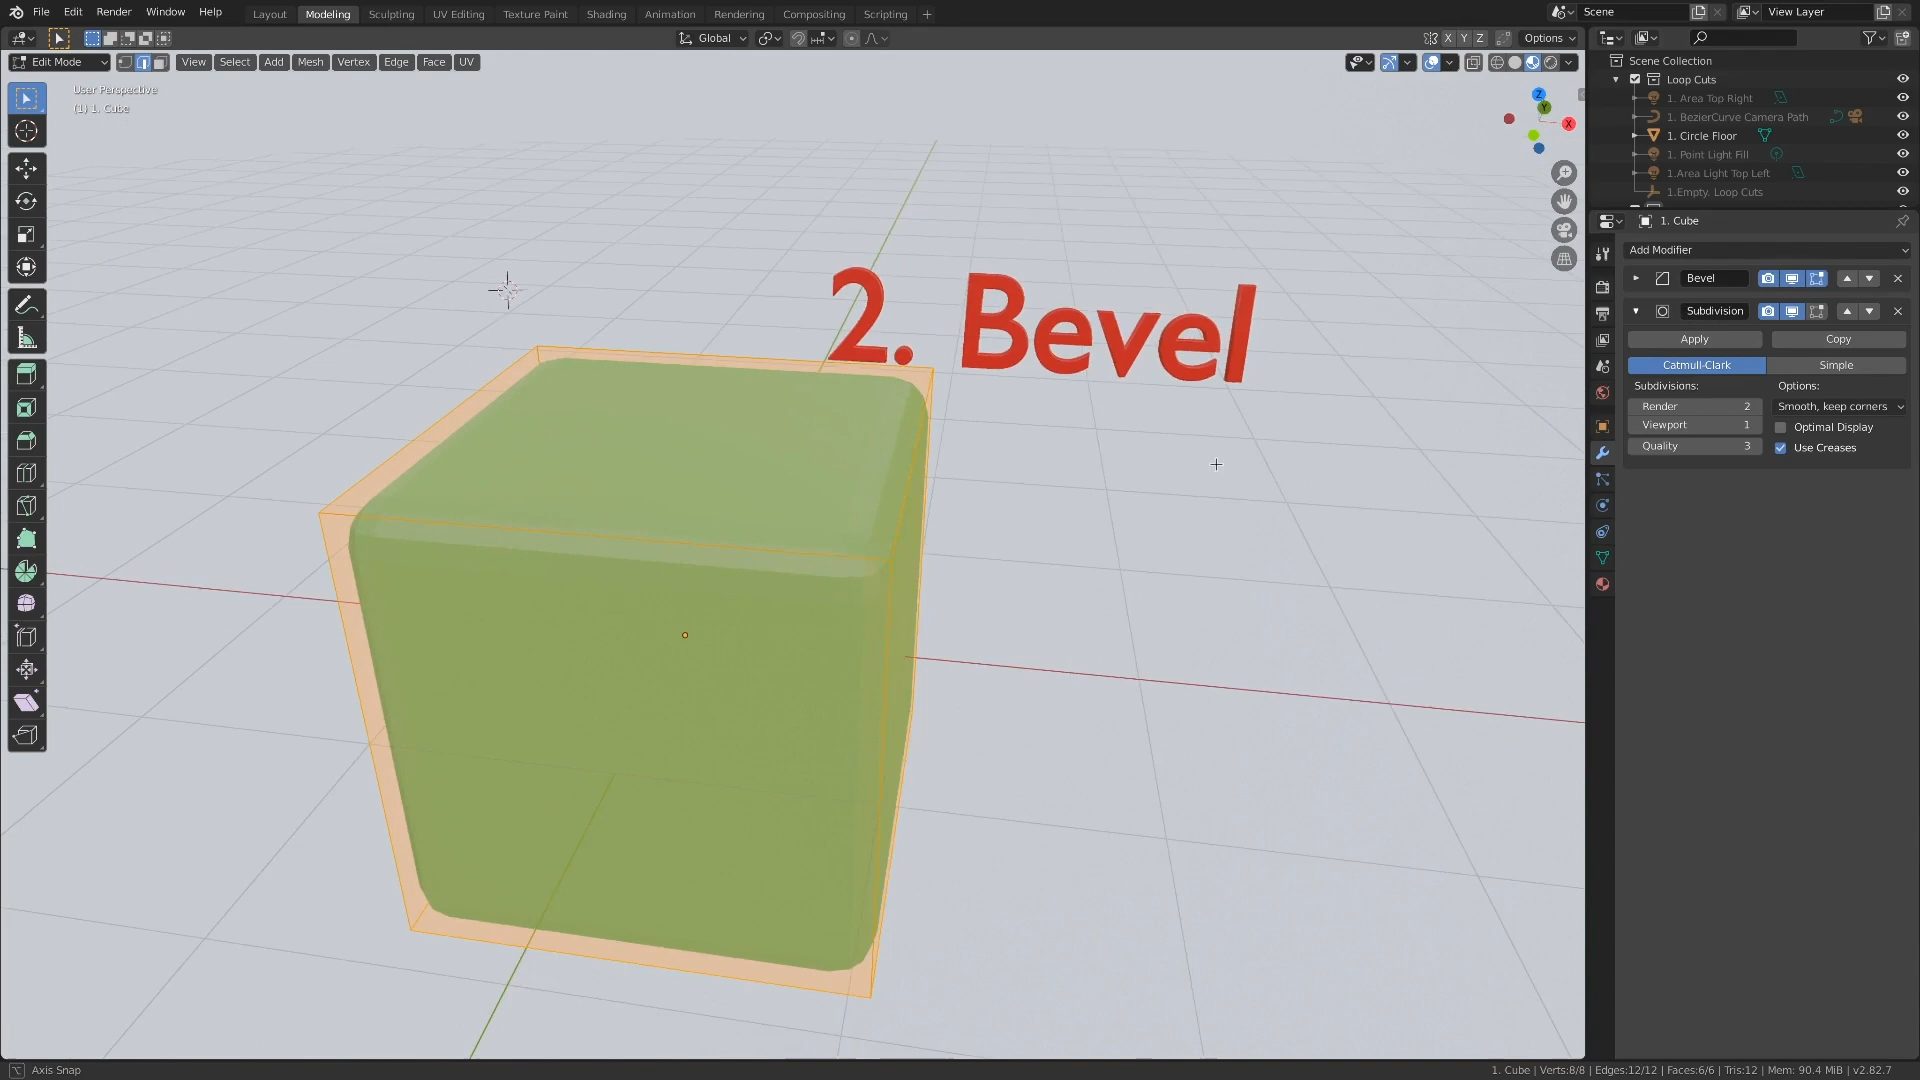 File Edit Render Window Help Layout Modeling Sculpting UV Editing Texture Paint Shading Animation Rendering Compositing Scripting + Scene View Layer
Global X Y Z Options
Edit Mode View Select Add Mesh Vertex Edge Face UV
User Perspective
(1) 1. Cube
Z
Y
X
2. Bevel
Scene Collection
Loop Cuts
1. Area Top Right
1. BezierCurve Camera Path
1. Circle Floor
1. Point Light Fill
1.Area Light Top Left
1.Empty. Loop Cuts
1. Cube
Add Modifier
Bevel
Subdivision
Apply Copy
Catmull-Clark Simple
Subdivisions: Options:
Render 2 Smooth, keep corners
Viewport 1 Optimal Display
Quality 3 Use Creases
Axis Snap 1. Cube | Verts:8/8 | Edges:12/12 | Faces:6/6 | Tris:12 | Mem: 90.4 MiB | v2.82.7